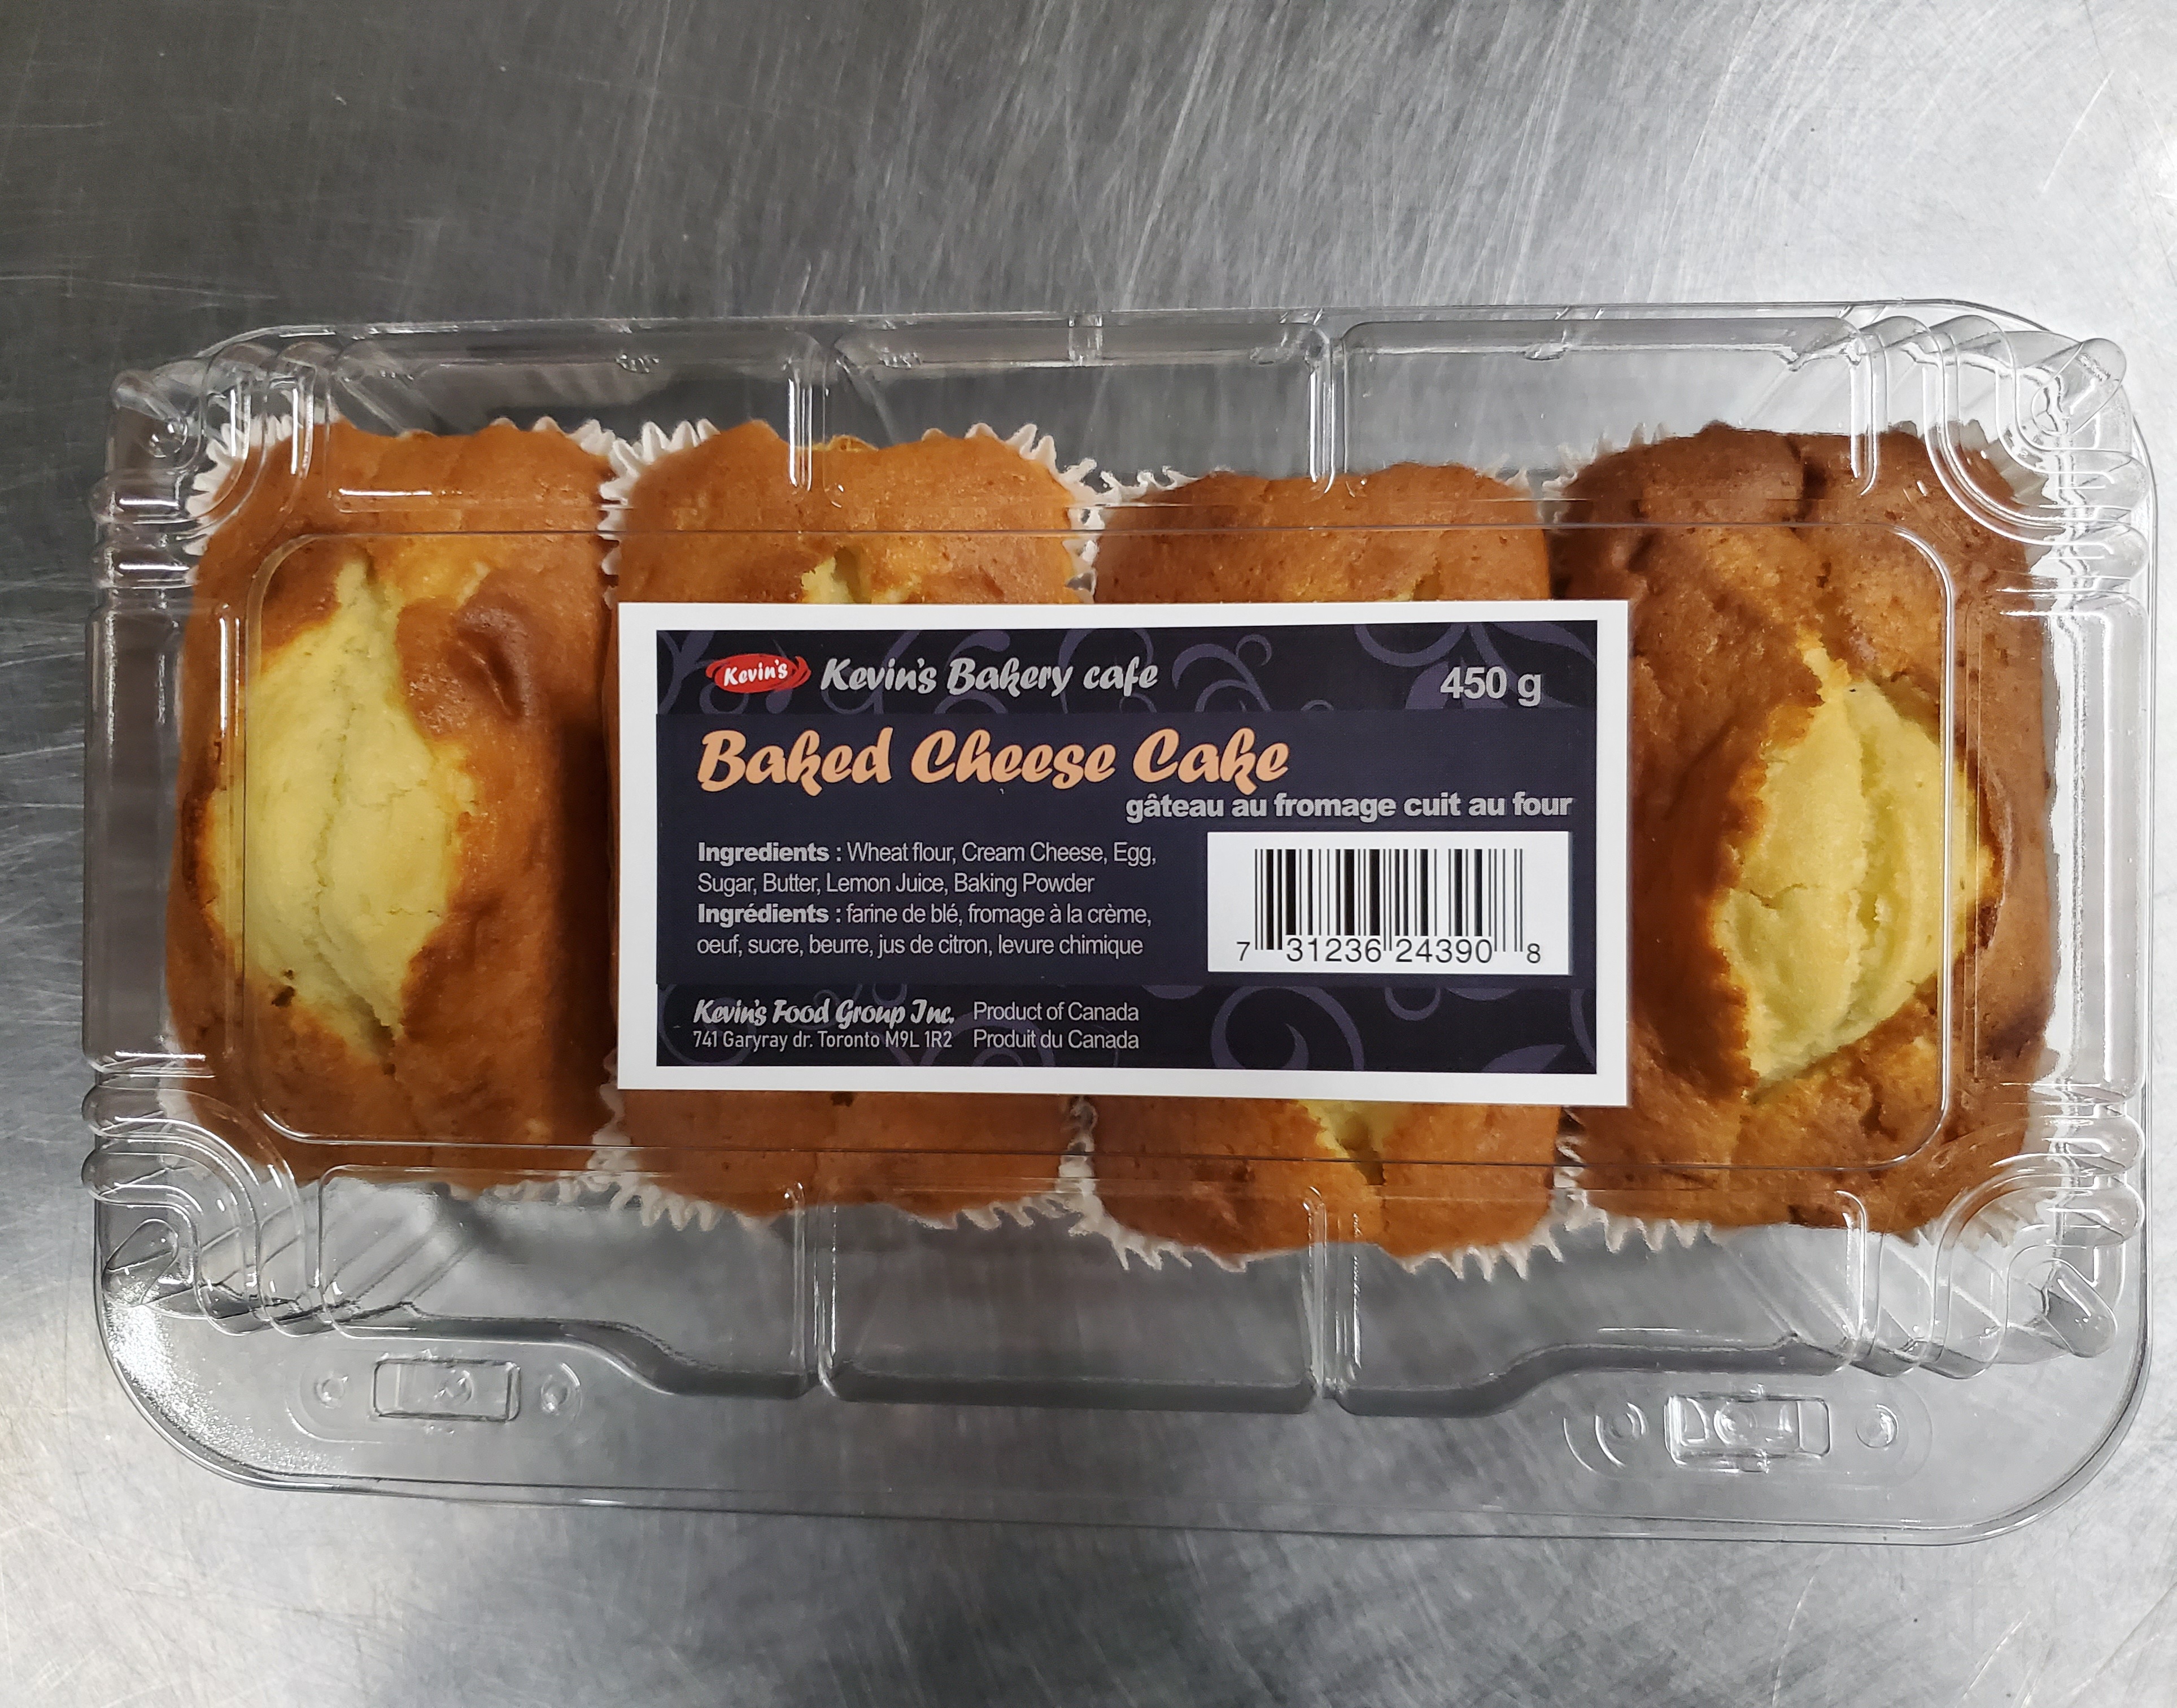 Kevin's Kevin's Bakery cafe 450 g
Baked Cheese Cake
gâteau au fromage cuit au four
Ingredients : Wheat flour, Cream Cheese, Egg,
Sugar, Butter, Lemon Juice, Baking Powder
Ingrédients : farine de blé, fromage à la crème,
oeuf, sucre, beurre, jus de citron, levure chimique
7 31236 24390 8
Kevin's Food Group Inc. Product of Canada
741 Garyray dr. Toronto M9L 1R2 Produit du Canada